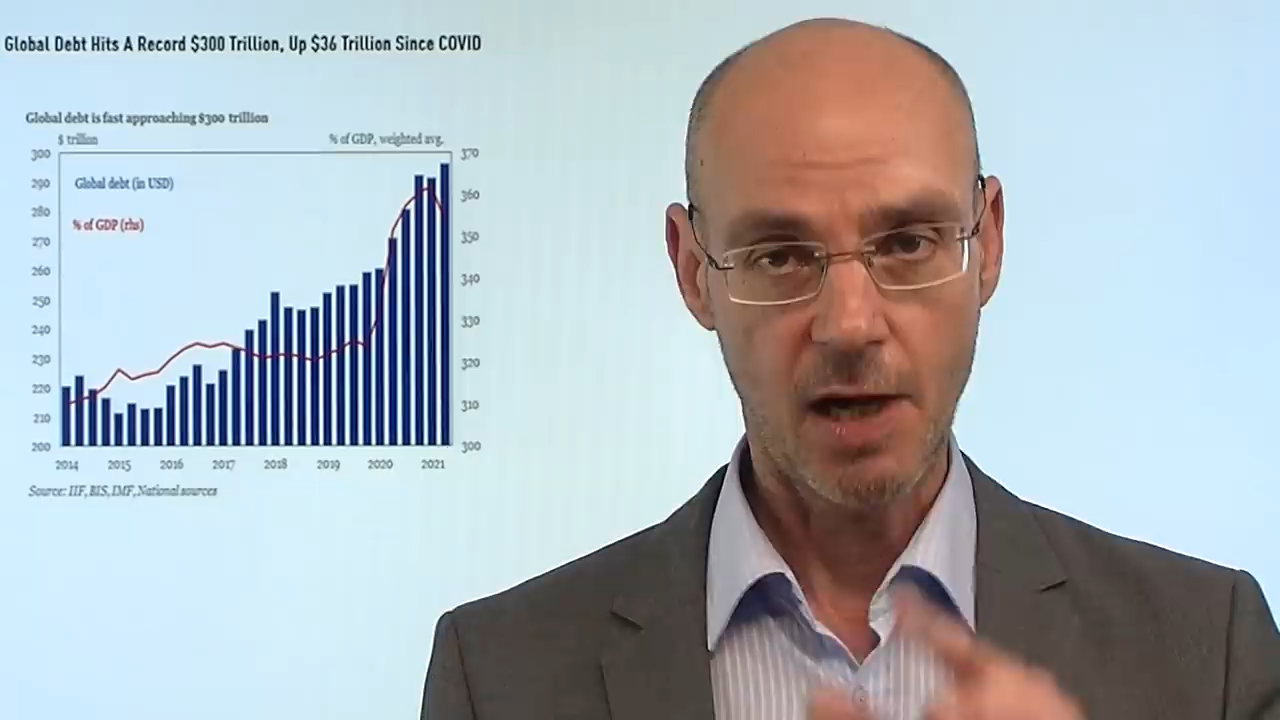 Global Debt Hits A Record $300 Trillion, Up $36 Trillion Since COVID
Global debt is fast approaching $300 trillion
$ trillion % of GDP, weighted avg.
300 370
290 360
280 350
270 340
260 330
250 320
240 310
230 300
220
210
200
Global debt (in USD)
% of GDP (rhs)
2014 2015 2016 2017 2018 2019 2020 2021
Source: IIF, BIS, IMF, National sources